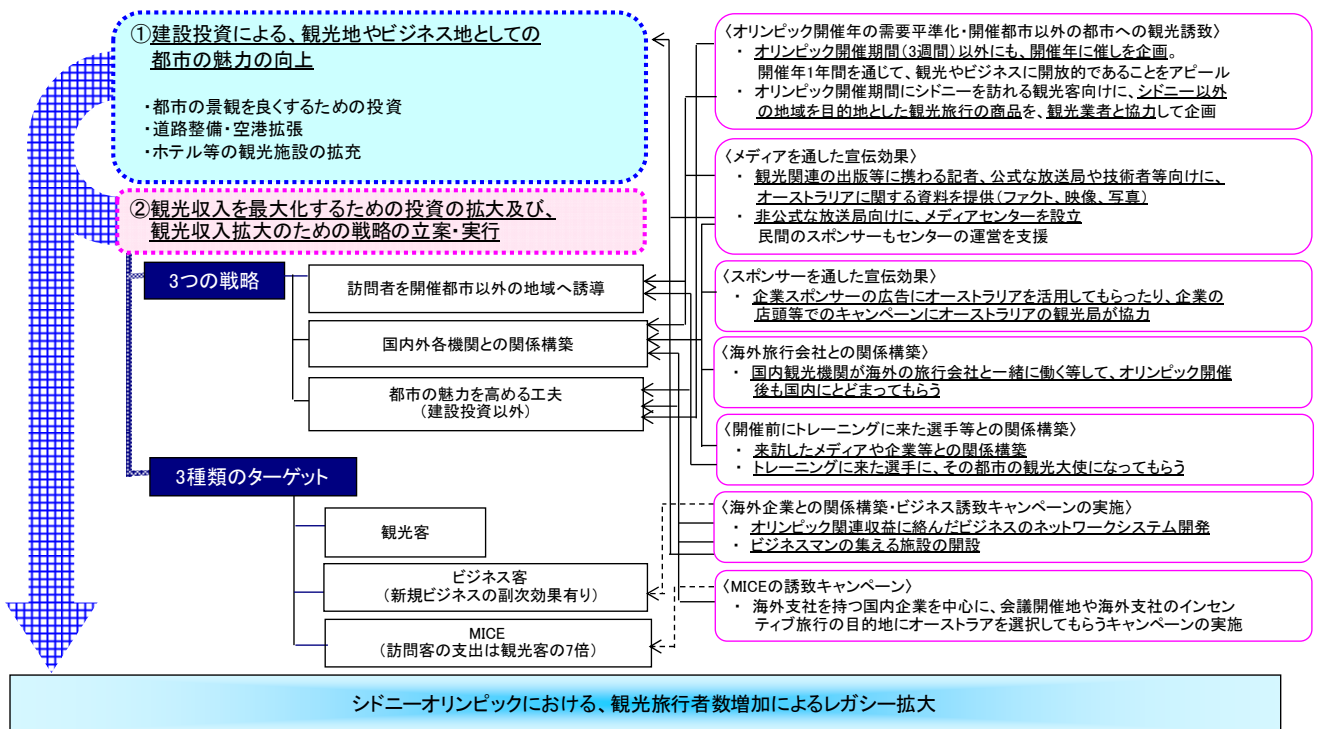 ①建設投資による、観光地やビジネス地としての
都市の魅力の向上
・都市の景観を良くするための投資
・道路整備・空港拡張
・ホテル等の観光施設の拡充
②観光収入を最大化するための投資の拡大及び、
観光収入拡大のための戦略の立案・実行
3つの戦略
訪問者を開催都市以外の地域へ誘導
国内外各機関との関係構築
都市の魅力を高める工夫
（建設投資以外）
3種類のターゲット
観光客
ビジネス客
（新規ビジネスの副次効果有り）
MICE
（訪問客の支出は観光客の7倍）
〈オリンピック開催年の需要平準化・開催都市以外の都市への観光誘致〉
・ オリンピック開催期間（3週間）以外にも、開催年に催しを企画。
開催年1年間を通じて、観光やビジネスに開放的であることをアピール
・ オリンピック開催期間にシドニーを訪れる観光客向けに、シドニー以外
の地域を目的地とした観光旅行の商品を、観光業者と協力して企画
〈メディアを通した宣伝効果〉
・ 観光関連の出版等に携わる記者、公式な放送局や技術者等向けに、
オーストラリアに関する資料を提供（ファクト、映像、写真）
・ 非公式な放送局向けに、メディアセンターを設立
民間のスポンサーもセンターの運営を支援
〈スポンサーを通した宣伝効果〉
・ 企業スポンサーの広告にオーストラリアを活用してもらったり、企業の
店頭等でのキャンペーンにオーストラリアの観光局が協力
〈海外旅行会社との関係構築〉
・ 国内観光機関が海外の旅行会社と一緒に働く等して、オリンピック開催
後も国内にとどまってもらう
〈開催前にトレーニングに来た選手等との関係構築〉
・ 来訪したメディアや企業等との関係構築
・ トレーニングに来た選手に、その都市の観光大使になってもらう
〈海外企業との関係構築・ビジネス誘致キャンペーンの実施〉
・ オリンピック関連収益に絡んだビジネスのネットワークシステム開発
・ ビジネスマンの集える施設の開設
〈MICEの誘致キャンペーン〉
・ 海外支社を持つ国内企業を中心に、会議開催地や海外支社のインセン
ティブ旅行の目的地にオーストラアを選択してもらうキャンペーンの実施
シドニーオリンピックにおける、観光旅行者数増加によるレガシー拡大